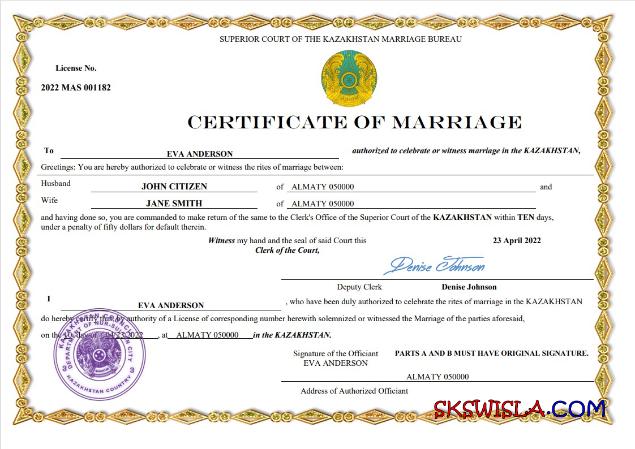 SUPERIOR COURT OF THE KAZAKHSTAN MARRIAGE BUREAU
License No.
2022 MAS 001182
CERTIFICATE OF MARRIAGE
To EVA ANDERSON authorized to celebrate or witness marriage in the KAZAKHSTAN,
Greetings: You are hereby authorized to celebrate or witness the rites of marriage between:
Husband JOHN CITIZEN of ALMATY 050000 and
Wife JANE SMITH of ALMATY 050000
and having done so, you are commanded to make return of the same to the Clerk's Office of the Superior Court of the KAZAKHSTAN within TEN days,
under a penalty of fifty dollars for default therein.
Witness my hand and the seal of said Court this 23 April 2022
Clerk of the Court,
Denise Johnson
Deputy Clerk Denise Johnson
I EVA ANDERSON , who have been duly authorized to celebrate the rites of marriage in the KAZAKHSTAN
do hereby certify that by authority of a License of corresponding number herewith solemnized or witnessed the Marriage of the parties aforesaid,
on the , at ALMATY 050000 in the KAZAKHSTAN.
KAZAKHSTAN
DEPARTMENT OF NUR-SULTAN CITY
KAZAKHSTAN COUNTRY
Signature of the Officiant PARTS A AND B MUST HAVE ORIGINAL SIGNATURE.
EVA ANDERSON
ALMATY 050000
Address of Authorized Officiant
SKSWISLA.COM